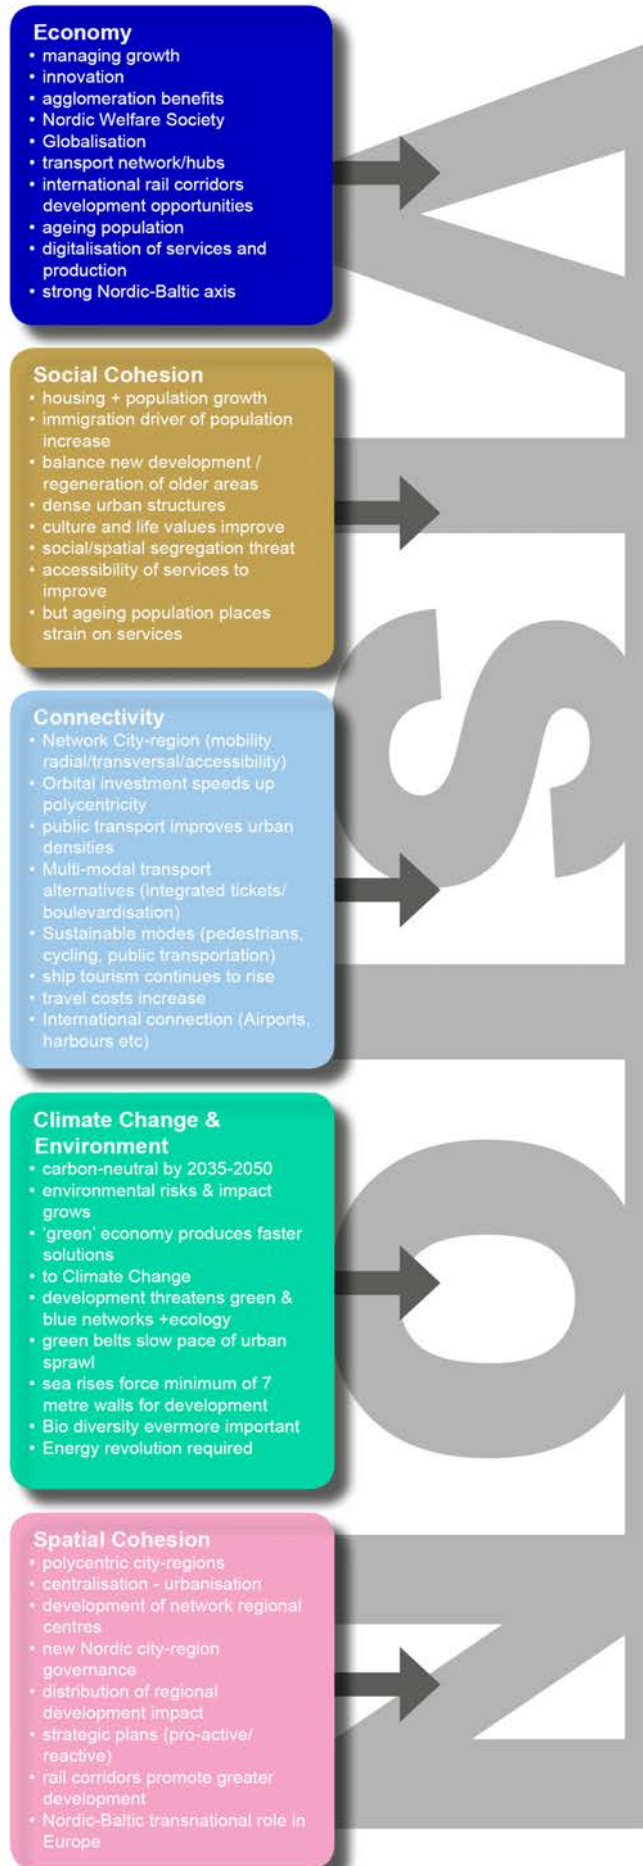 Economy
• managing growth
• innovation
• agglomeration benefits
• Nordic Welfare Society
• Globalisation
• transport network/hubs
• international rail corridors
development opportunities
• ageing population
• digitalisation of services and
production
• strong Nordic-Baltic axis
Social Cohesion
• housing + population growth
• immigration driver of population
increase
• balance new development /
regeneration of older areas
• dense urban structures
• culture and life values improve
• social/spatial segregation threat
• accessibility of services to
improve
• but ageing population places
strain on services
Connectivity
• Network City-region (mobility
radial/transversal/accessibility)
• Orbital investment speeds up
polycentricity
• public transport improves urban
densities
• Multi-modal transport
alternatives (integrated tickets/
boulevardisation)
• Sustainable modes (pedestrians,
cycling, public transportation)
• ship tourism continues to rise
• travel costs increase
• International connection (Airports,
harbours etc)
Climate Change &
Environment
• carbon-neutral by 2035-2050
• environmental risks & impact
grows
• 'green' economy produces faster
solutions
• to Climate Change
• development threatens green &
blue networks +ecology
• green belts slow pace of urban
sprawl
• sea rises force minimum of 7
metre walls for development
• Bio diversity evermore important
• Energy revolution required
Spatial Cohesion
• polycentric city-regions
• centralisation - urbanisation
• development of network regional
centres
• new Nordic city-region
governance
• distribution of regional
development impact
• strategic plans (pro-active/
reactive)
• rail corridors promote greater
development
• Nordic-Baltic transnational role in
Europe
VISION